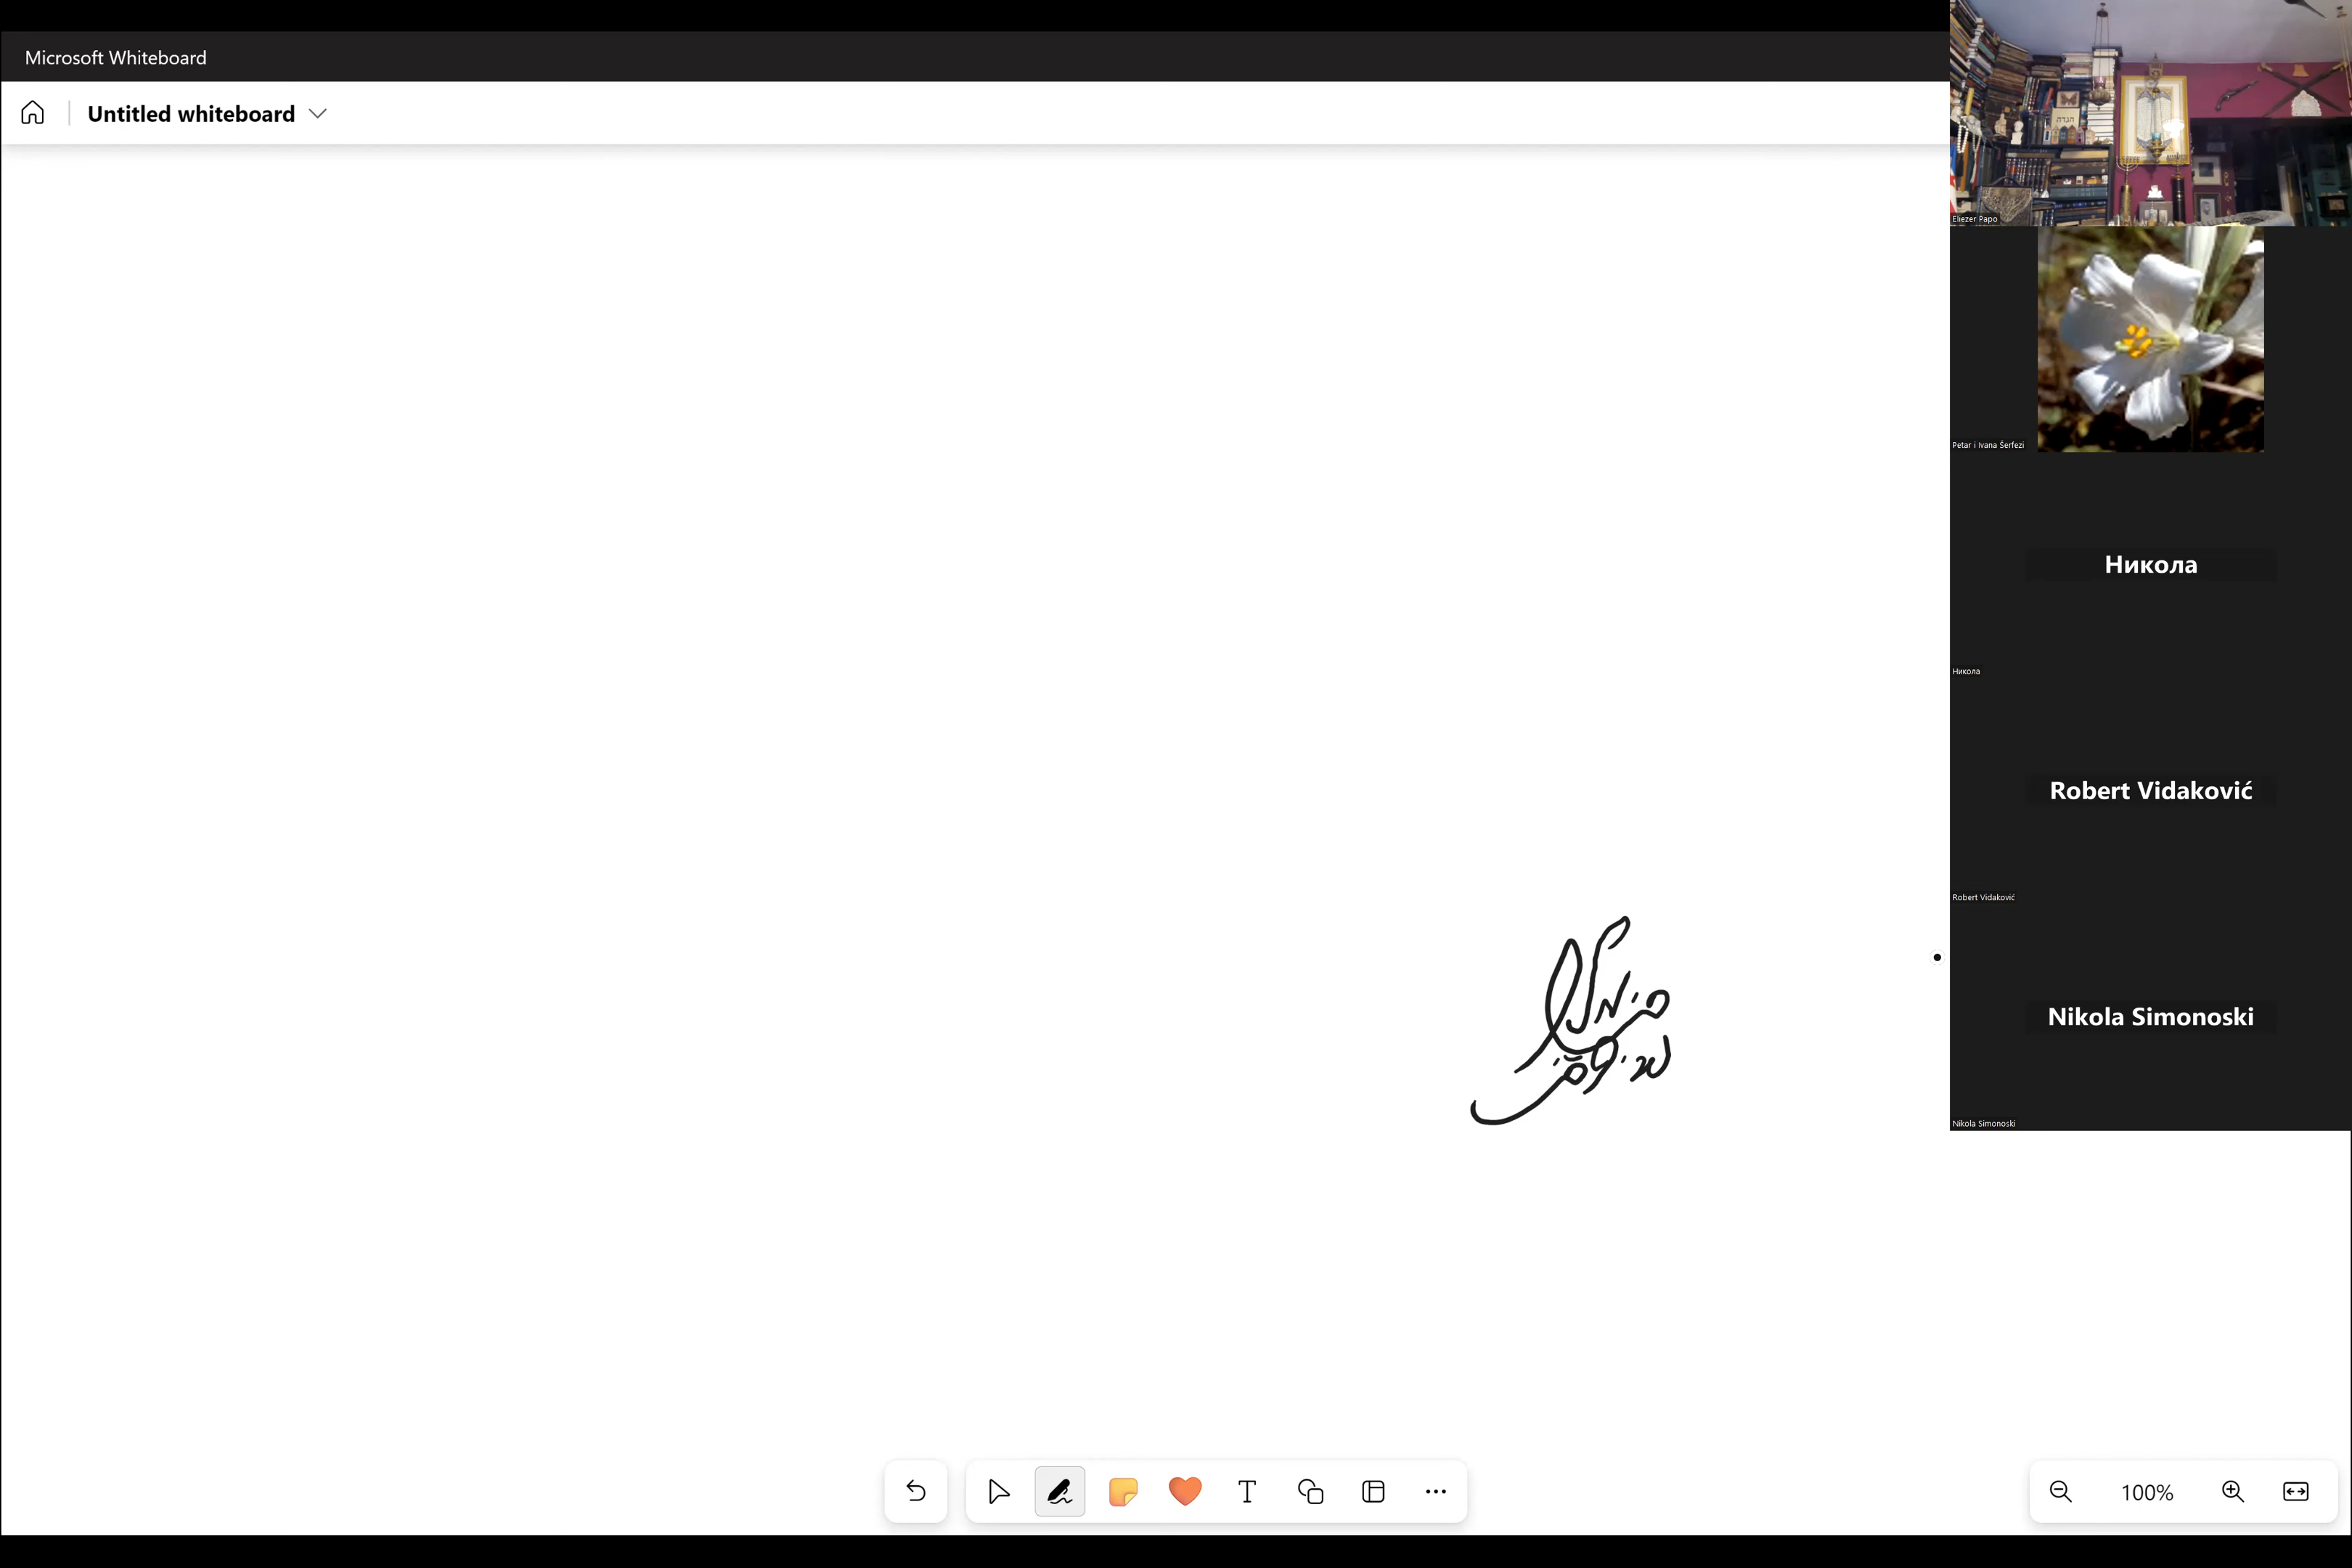 Microsoft Whiteboard
Untitled whiteboard
Eliezer Papo
Petar i Ivana Šerfezi
Никола
Никола
Robert Vidaković
Robert Vidaković
Nikola Simonoski
Nikola Simonoski
100%